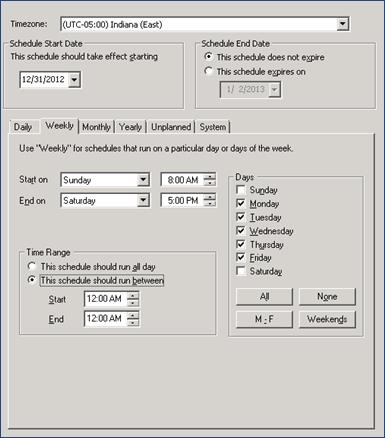 Timezone: (UTC-05:00) Indiana (East)
Schedule Start Date
This schedule should take effect starting
12/31/2012
Schedule End Date
This schedule does not expire
This schedule expires on
1/ 2/2013
Daily Weekly Monthly Yearly Unplanned System
Use "Weekly" for schedules that run on a particular day or days of the week.
Start on Sunday 8:00 AM
End on Saturday 5:00 PM
Days
Sunday
Monday
Tuesday
Wednesday
Thursday
Friday
Saturday
All None
M - F Weekends
Time Range
This schedule should run all day
This schedule should run between
Start 12:00 AM
End 12:00 AM